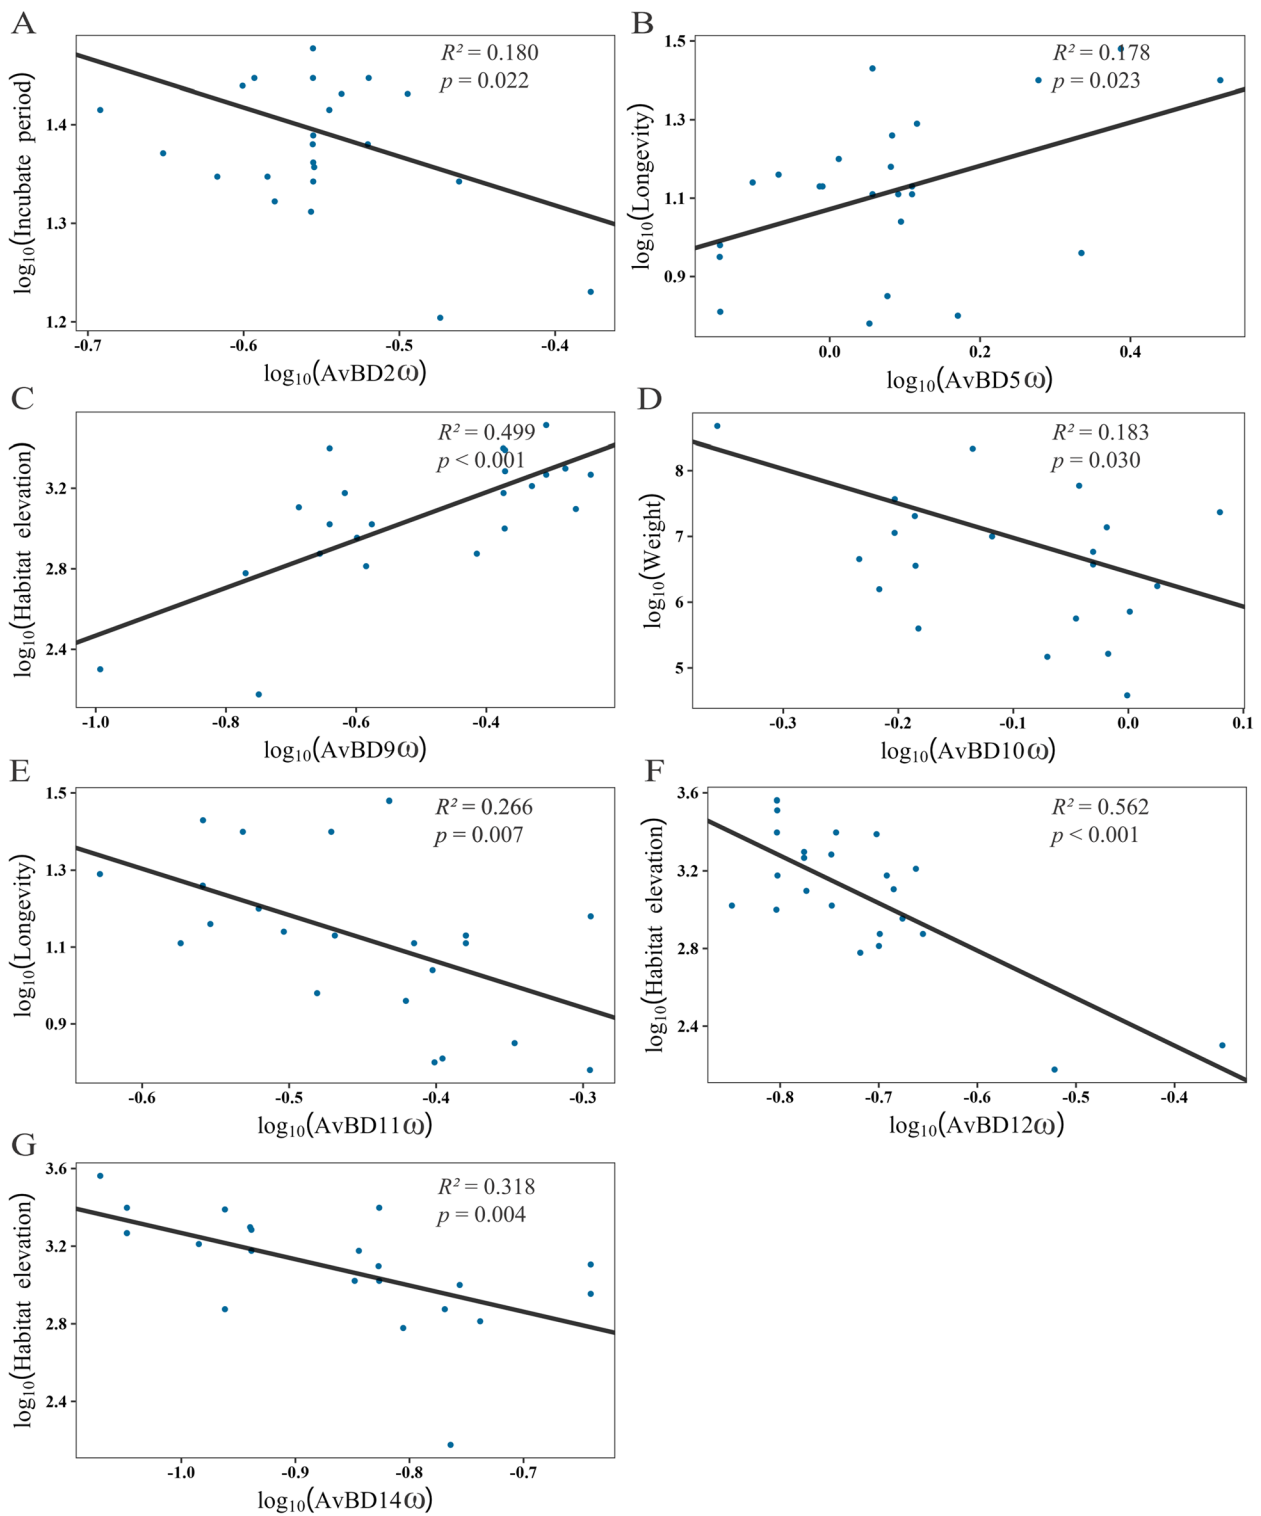 A
R² = 0.180
p = 0.022
log₁₀(Incubate period)
1.4
1.3
1.2
-0.7 -0.6 -0.5 -0.4
log₁₀(AvBD2ω)
B
R² = 0.178
p = 0.023
log₁₀(Longevity)
1.5
1.3
1.1
0.9
0.0 0.2 0.4
log₁₀(AvBD5ω)
C
R² = 0.499
p < 0.001
log₁₀(Habitat elevation)
3.2
2.8
2.4
-1.0 -0.8 -0.6 -0.4
log₁₀(AvBD9ω)
D
R² = 0.183
p = 0.030
log₁₀(Weight)
8
7
6
5
-0.3 -0.2 -0.1 0.0 0.1
log₁₀(AvBD10ω)
E
R² = 0.266
p = 0.007
log₁₀(Longevity)
1.5
1.3
1.1
0.9
-0.6 -0.5 -0.4 -0.3
log₁₀(AvBD11ω)
F
R² = 0.562
p < 0.001
log₁₀(Habitat elevation)
3.6
3.2
2.8
2.4
-0.8 -0.7 -0.6 -0.5 -0.4
log₁₀(AvBD12ω)
G
R² = 0.318
p = 0.004
log₁₀(Habitat elevation)
3.6
3.2
2.8
2.4
-1.0 -0.9 -0.8 -0.7
log₁₀(AvBD14ω)